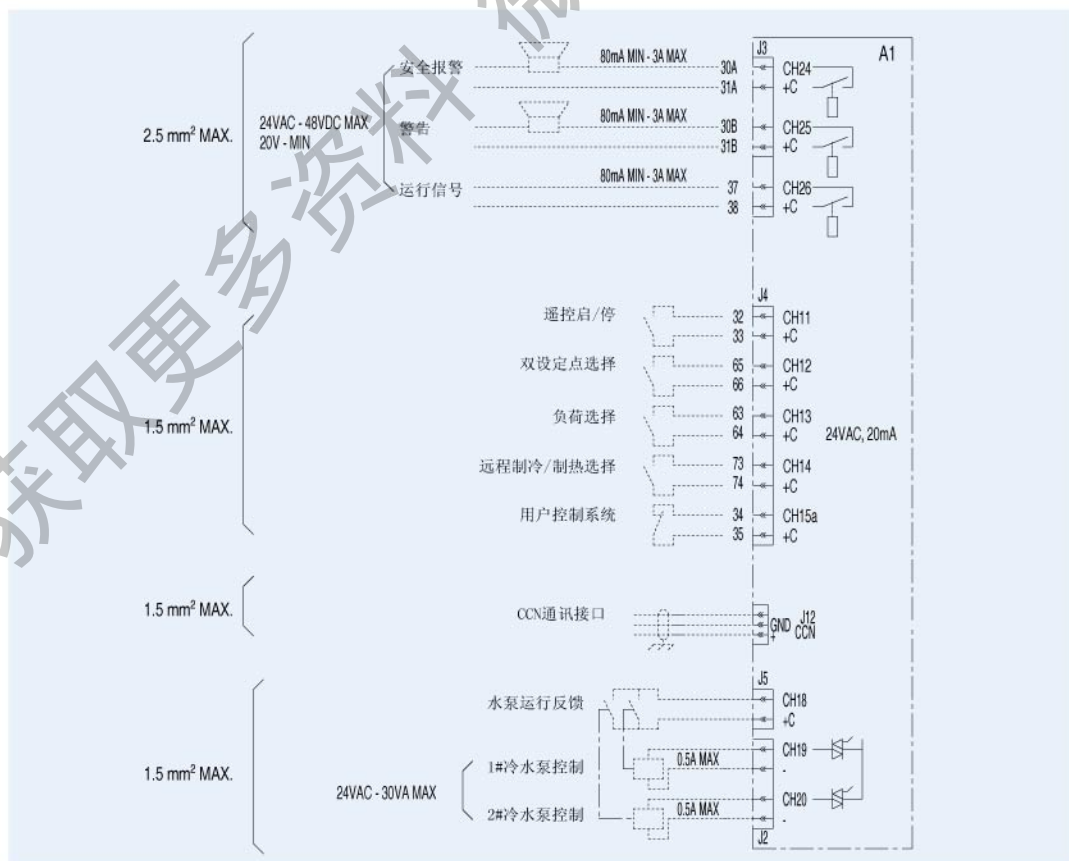 J3
A1
安全报警
80mA MIN - 3A MAX
30A
CH24
31A
+C
2.5 mm² MAX.
24VAC - 48VDC MAX
20V - MIN
警告
80mA MIN - 3A MAX
30B
CH25
31B
+C
运行信号
80mA MIN - 3A MAX
37
CH26
38
+C
J4
遥控启/停
32
CH11
33
+C
双设定点选择
65
CH12
66
+C
1.5 mm² MAX.
负荷选择
63
CH13
64
+C
24VAC, 20mA
远程制冷/制热选择
73
CH14
74
+C
用户控制系统
34
CH15a
35
+C
1.5 mm² MAX.
CCN通讯接口
J12
GND
CCN
+
J5
水泵运行反馈
CH18
+C
1.5 mm² MAX.
24VAC - 30VA MAX
1#冷水泵控制
0.5A MAX
CH19
-
2#冷水泵控制
0.5A MAX
CH20
-
J2
获取更多资料